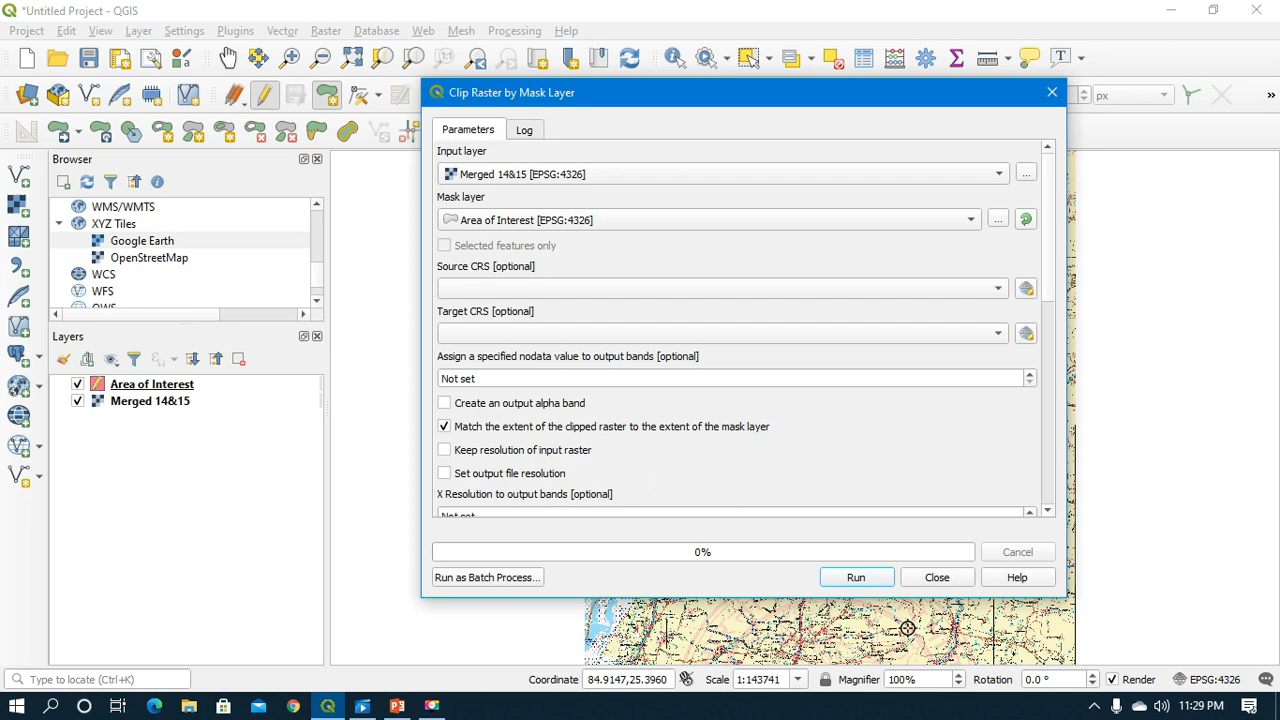 *Untitled Project - QGIS
Project Edit View Layer Settings Plugins Vector Raster Database Web Mesh Processing Help
px
»
Clip Raster by Mask Layer
Parameters Log
Input layer
Merged 14&15 [EPSG:4326]
...
Mask layer
Area of Interest [EPSG:4326]
...
Selected features only
Source CRS [optional]
Target CRS [optional]
Assign a specified nodata value to output bands [optional]
Not set
Create an output alpha band
Match the extent of the clipped raster to the extent of the mask layer
Keep resolution of input raster
Set output file resolution
X Resolution to output bands [optional]
Not set
0%
Cancel
Run as Batch Process...
Run
Close
Help
Browser
WMS/WMTS
XYZ Tiles
Google Earth
OpenStreetMap
WCS
WFS
OWS
Layers
Area of Interest
Merged 14&15
Type to locate (Ctrl+K)
Coordinate 84.9147,25.3960
Scale 1:143741
Magnifier 100%
Rotation 0.0 °
Render
EPSG:4326
11:29 PM